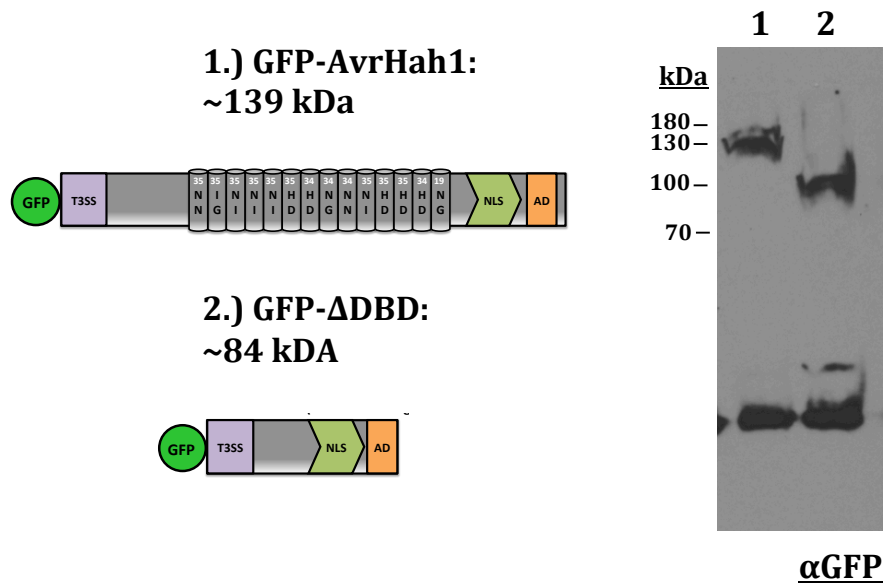 1 2
1.) GFP-AvrHah1:
~139 kDa
kDa
180
130
100
70
35 35 35 35 35 35 34 34 34 35 35 35 34 19
N I N N N H H N N N H H H N
N G I I I D D G N I D D D G
GFP T3SS NLS AD
2.) GFP-ΔDBD:
~84 kDA
GFP T3SS NLS AD
αGFP